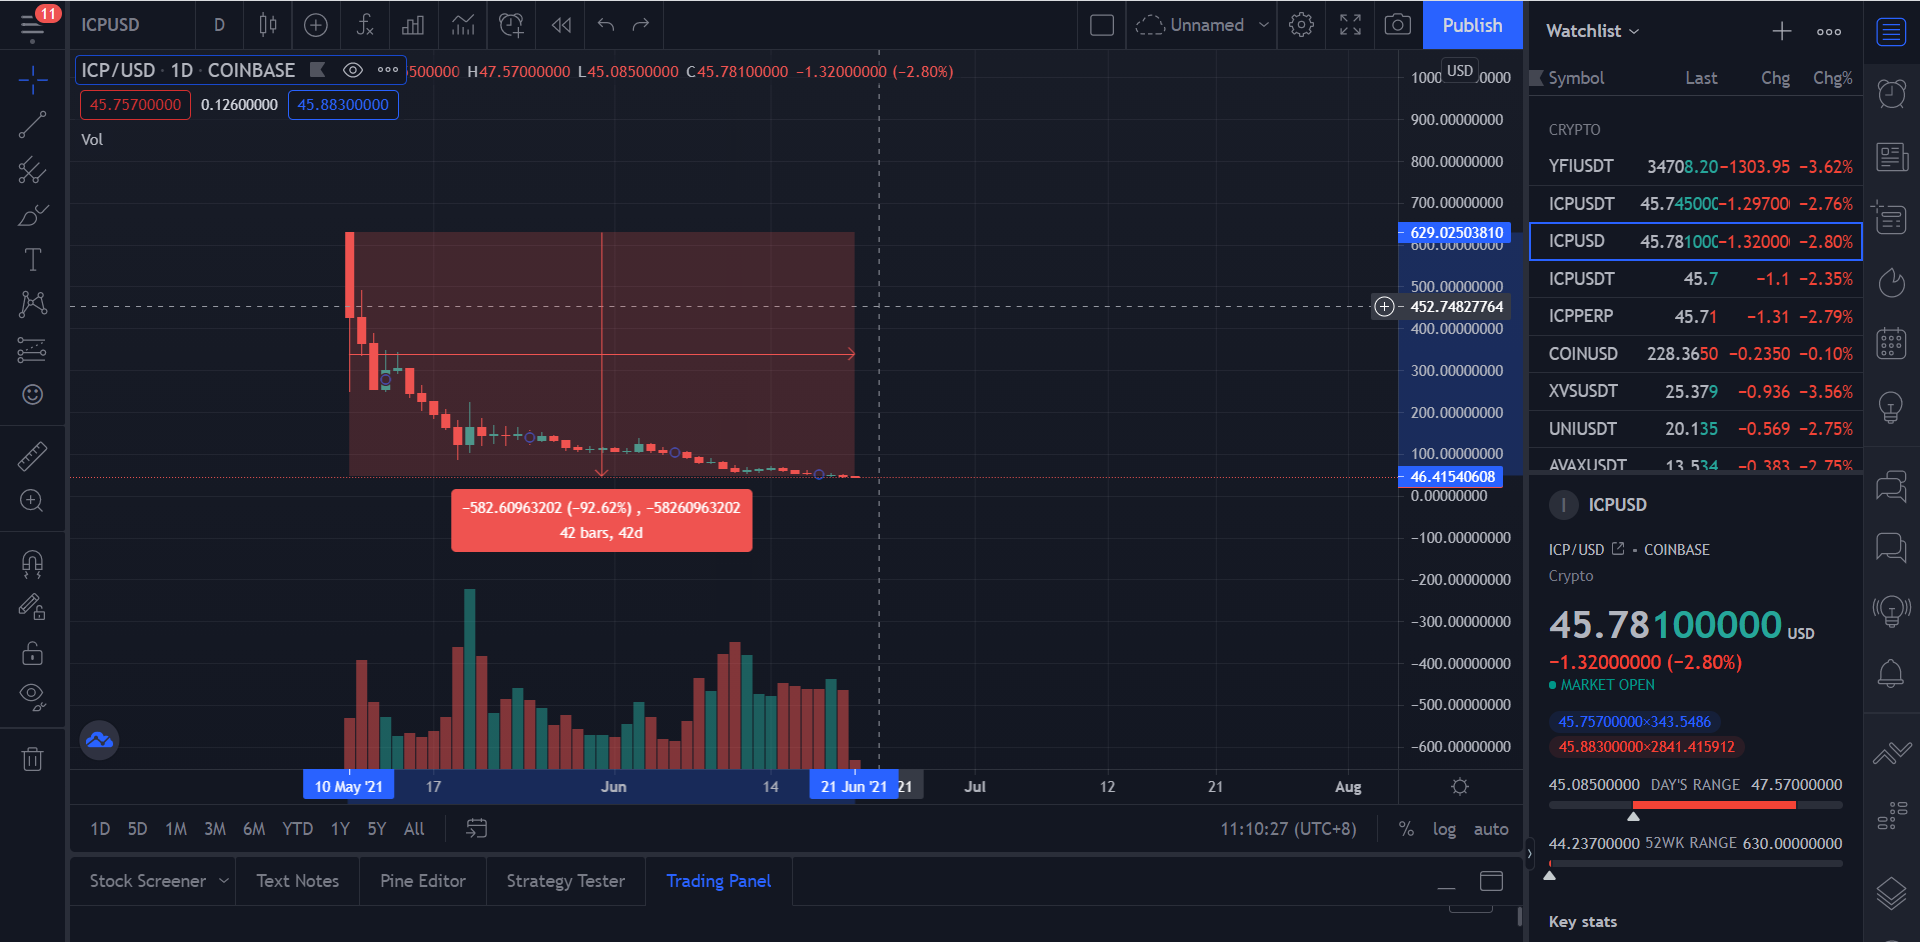 11
ICPUSD
D
Unnamed
Publish
ICP/USD · 1D · COINBASE
5500000 H47.57000000 L45.08500000 C45.78100000 −1.32000000 (−2.80%)
45.75700000 0.12600000 45.88300000
Vol
USD
900.00000000
800.00000000
700.00000000
629.02503810
600.00000000
500.00000000
452.74827764
400.00000000
300.00000000
200.00000000
100.00000000
46.41540608
0.00000000
−100.00000000
−200.00000000
−300.00000000
−400.00000000
−500.00000000
−600.00000000
−582.60963202 (−92.62%) , −58260963202
42 bars, 42d
10 May '21 17 Jun 14 21 Jun '21 21 Jul 12 21 Aug
1D 5D 1M 3M 6M YTD 1Y 5Y All
11:10:27 (UTC+8) % log auto
Stock Screener Text Notes Pine Editor Strategy Tester Trading Panel
Watchlist
Symbol Last Chg Chg%
CRYPTO
YFIUSDT 34708.20 −1303.95 −3.62%
ICPUSDT 45.745000 −1.29700 −2.76%
ICPUSD 45.781000 −1.32000 −2.80%
ICPUSDT 45.7 −1.1 −2.35%
ICPPERP 45.71 −1.31 −2.79%
COINUSD 228.3650 −0.2350 −0.10%
XVSUSDT 25.379 −0.936 −3.56%
UNIUSDT 20.135 −0.569 −2.75%
AVAXUSDT 13.534 −0.383 −2.75%
I ICPUSD
ICP/USD • COINBASE
Crypto
45.78100000 USD
−1.32000000 (−2.80%)
MARKET OPEN
45.75700000×343.5486
45.88300000×2841.415912
45.08500000 DAY'S RANGE 47.57000000
44.23700000 52WK RANGE 630.00000000
Key stats